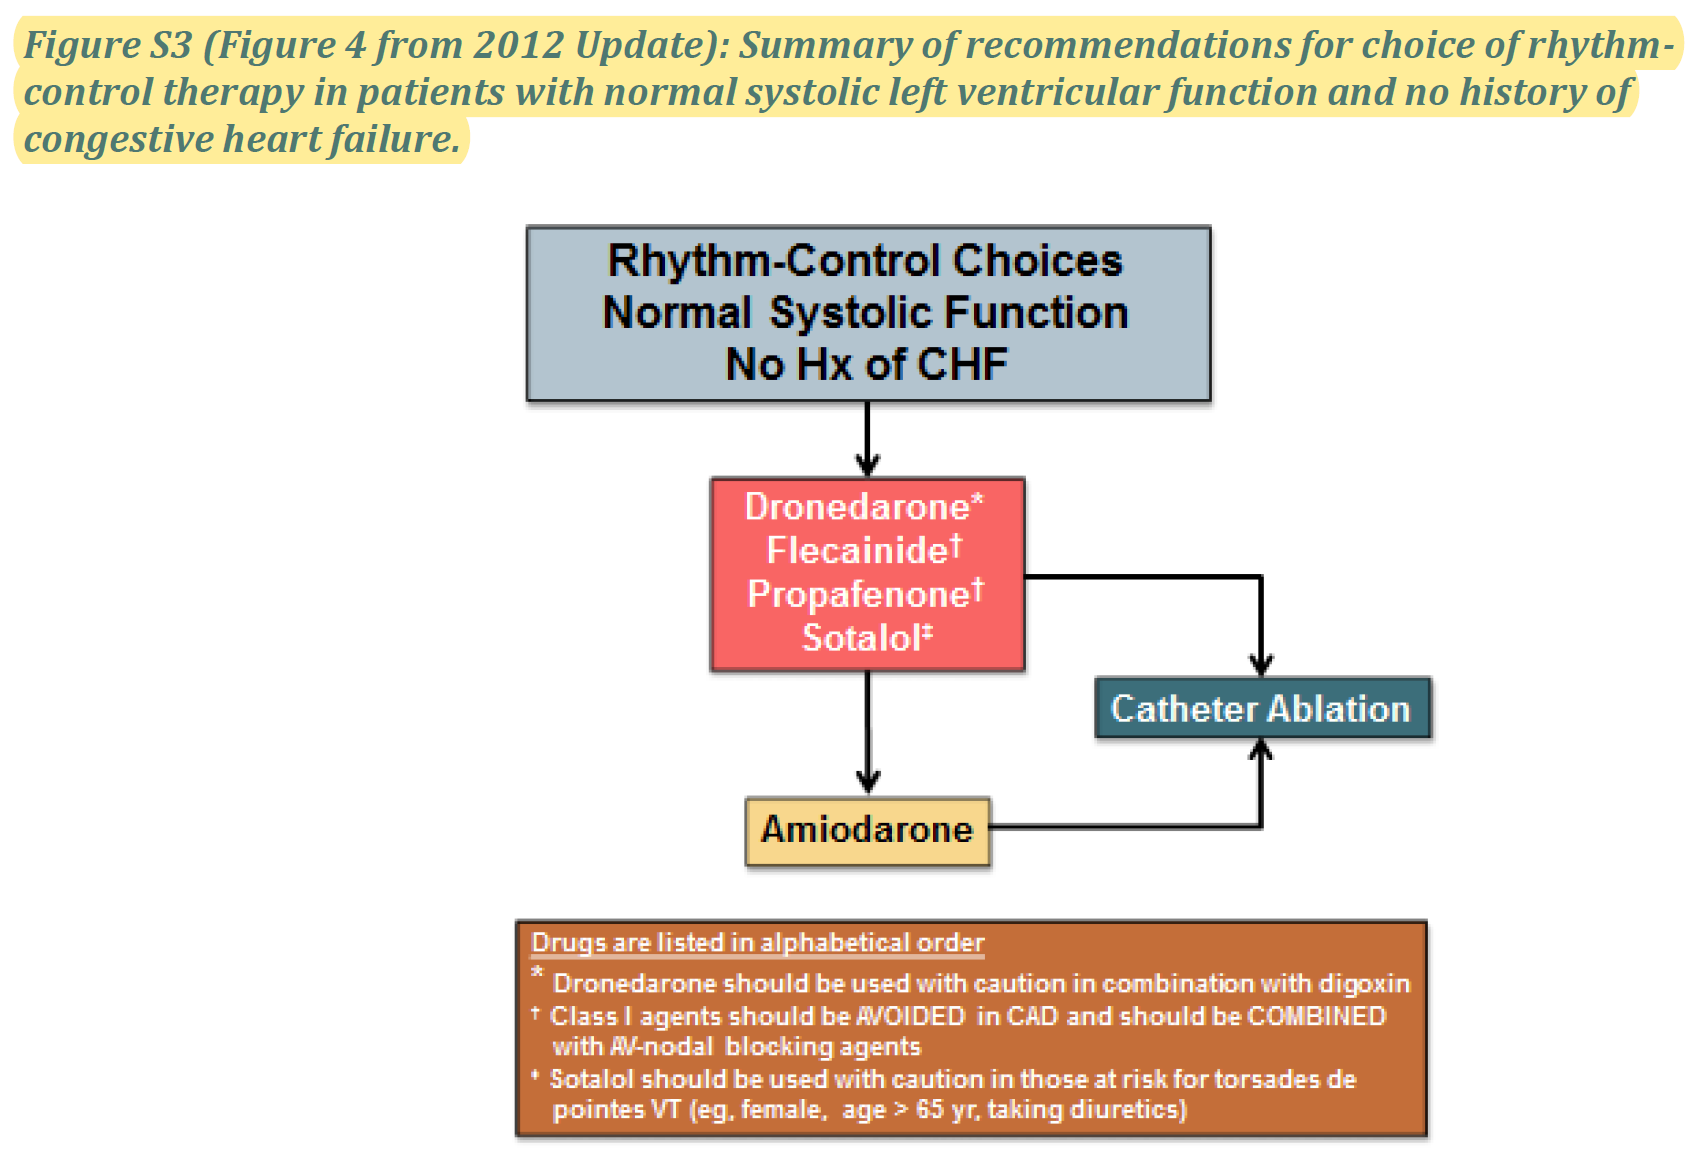 Figure S3 (Figure 4 from 2012 Update): Summary of recommendations for choice of rhythm-
control therapy in patients with normal systolic left ventricular function and no history of
congestive heart failure.
Rhythm-Control Choices
Normal Systolic Function
No Hx of CHF
Dronedarone*
Flecainide†
Propafenone†
Sotalol‡
Catheter Ablation
Amiodarone
Drugs are listed in alphabetical order
* Dronedarone should be used with caution in combination with digoxin
† Class I agents should be AVOIDED in CAD and should be COMBINED
with AV-nodal blocking agents
‡ Sotalol should be used with caution in those at risk for torsades de
pointes VT (eg, female, age > 65 yr, taking diuretics)